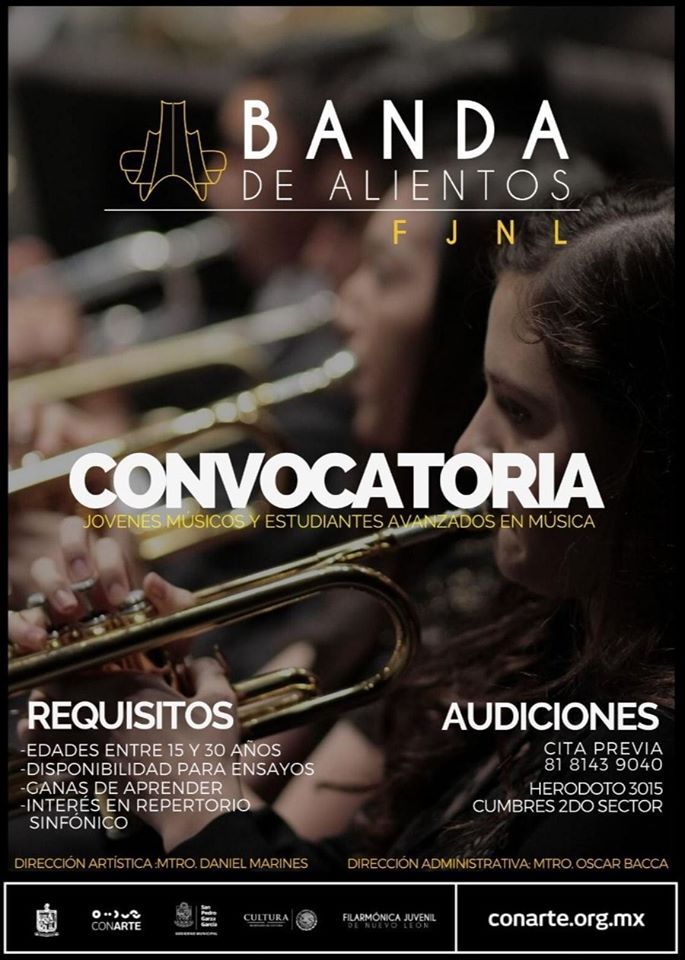 BANDA
DE ALIENTOS
FJNL
CONVOCATORIA
JOVENES MÚSICOS Y ESTUDIANTES AVANZADOS EN MÚSICA
REQUISITOS
-EDADES ENTRE 15 Y 30 AÑOS
-DISPONIBILIDAD PARA ENSAYOS
-GANAS DE APRENDER
-INTERÉS EN REPERTORIO
SINFÓNICO
AUDICIONES
CITA PREVIA
81 8143 9040
HERODOTO 3015
CUMBRES 2DO SECTOR
DIRECCIÓN ARTÍSTICA :MTRO. DANIEL MARINES
DIRECCIÓN ADMINISTRATIVA: MTRO. OSCAR BACCA
CONARTE
San
Pedro
Garza
García
GOBIERNO MUNICIPAL
CULTURA
FILARMÓNICA JUVENIL
DE NUEVO LEÓN
conarte.org.mx